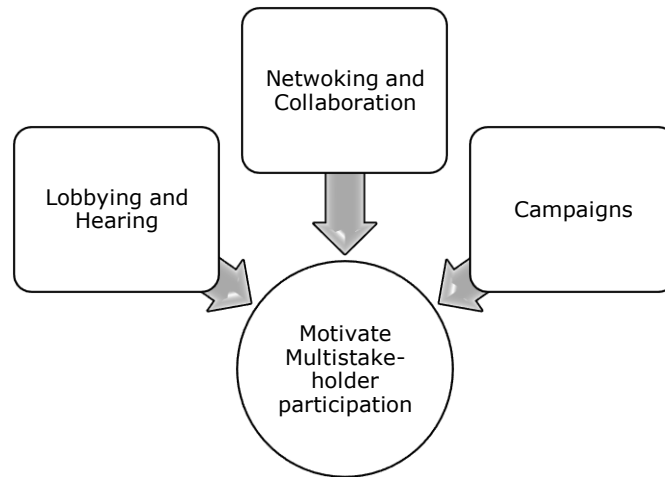 Netwoking and
Collaboration
Lobbying and
Hearing
Campaigns
Motivate
Multistake-
holder
participation